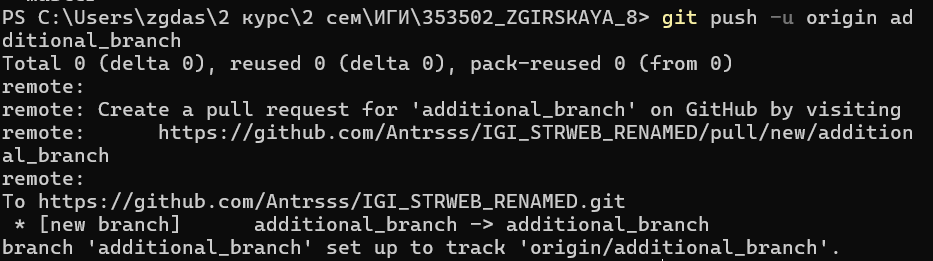 PS C:\Users\zgdas\2 курс\2 сем\ИГИ\353502_ZGIRSKAYA_8> git push -u origin ad
ditional_branch
Total 0 (delta 0), reused 0 (delta 0), pack-reused 0 (from 0)
remote:
remote: Create a pull request for 'additional_branch' on GitHub by visiting
remote:      https://github.com/Antrsss/IGI_STRWEB_RENAMED/pull/new/addition
al_branch
remote:
To https://github.com/Antrsss/IGI_STRWEB_RENAMED.git
 * [new branch]      additional_branch -> additional_branch
branch 'additional_branch' set up to track 'origin/additional_branch'.